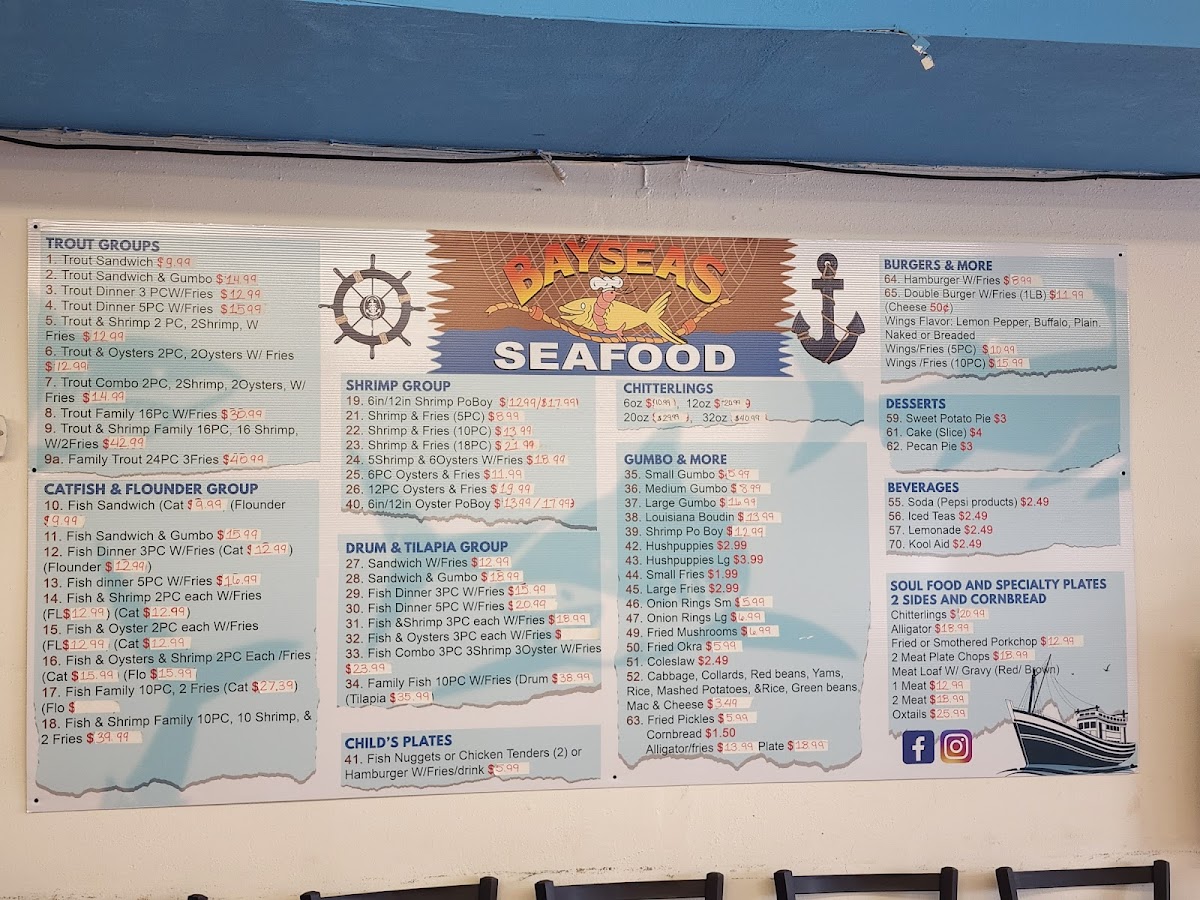 BAYSEAS
SEAFOOD
TROUT GROUPS
1. Trout Sandwich $9.99
2. Trout Sandwich & Gumbo $14.99
3. Trout Dinner 3 PCW/Fries $12.99
4. Trout Dinner 5PC W/Fries $15.99
5. Trout & Shrimp 2 PC, 2Shrimp, W
Fries $12.99
6. Trout & Oysters 2PC, 2Oysters W/ Fries
$12.99
7. Trout Combo 2PC, 2Shrimp, 2Oysters, W/
Fries $14.99
8. Trout Family 16Pc W/Fries $30.99
9. Trout & Shrimp Family 16PC, 16 Shrimp,
W/2Fries $42.99
9a. Family Trout 24PC 3Fries $40.99
CATFISH & FLOUNDER GROUP
10. Fish Sandwich (Cat $9.99 (Flounder
$9.99
11. Fish Sandwich & Gumbo $15.99
12. Fish Dinner 3PC W/Fries (Cat $12.99)
(Flounder $12.99)
13. Fish dinner 5PC W/Fries $16.99
14. Fish & Shrimp 2PC each W/Fries
(FL$12.99) (Cat $12.99)
15. Fish & Oyster 2PC each W/Fries
(FL$12.99) (Cat $12.99)
16. Fish & Oysters & Shrimp 2PC Each /Fries
(Cat $15.99) (Flo $15.99
17. Fish Family 10PC, 2 Fries (Cat $27.39)
(Flo $
18. Fish & Shrimp Family 10PC, 10 Shrimp, &
2 Fries $39.99
SHRIMP GROUP
19. 6in/12in Shrimp PoBoy $(12.99/$17.99)
21. Shrimp & Fries (5PC) $8.99
22. Shrimp & Fries (10PC) $13.99
23. Shrimp & Fries (18PC) $21.99
24. 5Shrimp & 6Oysters W/Fries $18.99
25. 6PC Oysters & Fries $11.99
26. 12PC Oysters & Fries $19.99
40. 6in/12in Oyster PoBoy $(13.99/17.99)
DRUM & TILAPIA GROUP
27. Sandwich W/Fries $12.99
28. Sandwich & Gumbo $18.99
29. Fish Dinner 3PC W/Fries $15.99
30. Fish Dinner 5PC W/Fries $20.99
31. Fish &Shrimp 3PC each W/Fries $18.99
32. Fish & Oysters 3PC each W/Fries $
33. Fish Combo 3PC 3Shrimp 3Oyster W/Fries
$23.99
34. Family Fish 10PC W/Fries (Drum $38.99
(Tilapia $35.99)
CHILD'S PLATES
41. Fish Nuggets or Chicken Tenders (2) or
Hamburger W/Fries/drink $5.99
CHITTERLINGS
6oz $(10.99), 12oz $(20.99)
20oz ($29.99), 32oz ($40.99)
GUMBO & MORE
35. Small Gumbo $5.99
36. Medium Gumbo $8.99
37. Large Gumbo $16.99
38. Louisiana Boudin $13.99
39. Shrimp Po Boy $12.99
42. Hushpuppies $2.99
43. Hushpuppies Lg $3.99
44. Small Fries $1.99
45. Large Fries $2.99
46. Onion Rings Sm $5.99
47. Onion Rings Lg $6.99
49. Fried Mushrooms $6.99
50. Fried Okra $5.99
51. Coleslaw $2.49
52. Cabbage, Collards, Red beans, Yams,
Rice, Mashed Potatoes, &Rice, Green beans,
Mac & Cheese $3.49
63. Fried Pickles $5.99
Cornbread $1.50
Alligator/fries $13.99 Plate $18.99
BURGERS & MORE
64. Hamburger W/Fries $8.99
65. Double Burger W/Fries (1LB) $11.99
(Cheese 50¢)
Wings Flavor: Lemon Pepper, Buffalo, Plain.
Naked or Breaded
Wings/Fries (5PC) $10.99
Wings /Fries (10PC) $15.99
DESSERTS
59. Sweet Potato Pie $3
61. Cake (Slice) $4
62. Pecan Pie $3
BEVERAGES
55. Soda (Pepsi products) $2.49
56. Iced Teas $2.49
57. Lemonade $2.49
70. Kool Aid $2.49
SOUL FOOD AND SPECIALTY PLATES
2 SIDES AND CORNBREAD
Chitterlings $20.99
Alligator $18.99
Fried or Smothered Porkchop $12.99
2 Meat Plate Chops $18.99
Meat Loaf W/ Gravy (Red/ Brown)
1 Meat $12.99
2 Meat $18.99
Oxtails $25.99